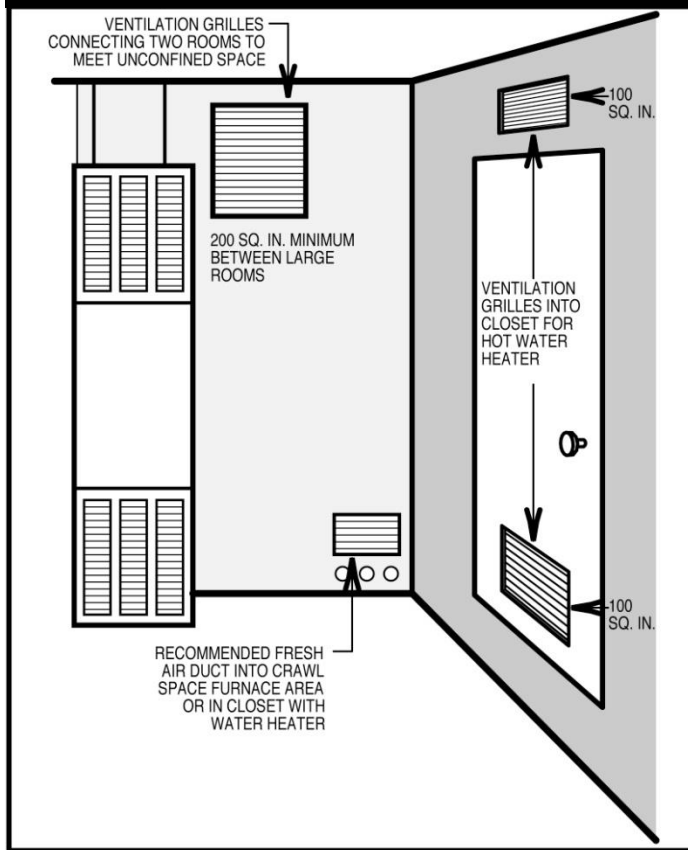 VENTILATION GRILLES
CONNECTING TWO ROOMS TO
MEET UNCONFINED SPACE
100
SQ. IN.
200 SQ. IN. MINIMUM
BETWEEN LARGE
ROOMS
VENTILATION
GRILLES INTO
CLOSET FOR
HOT WATER
HEATER
100
SQ. IN.
RECOMMENDED FRESH
AIR DUCT INTO CRAWL
SPACE FURNACE AREA
OR IN CLOSET WITH
WATER HEATER